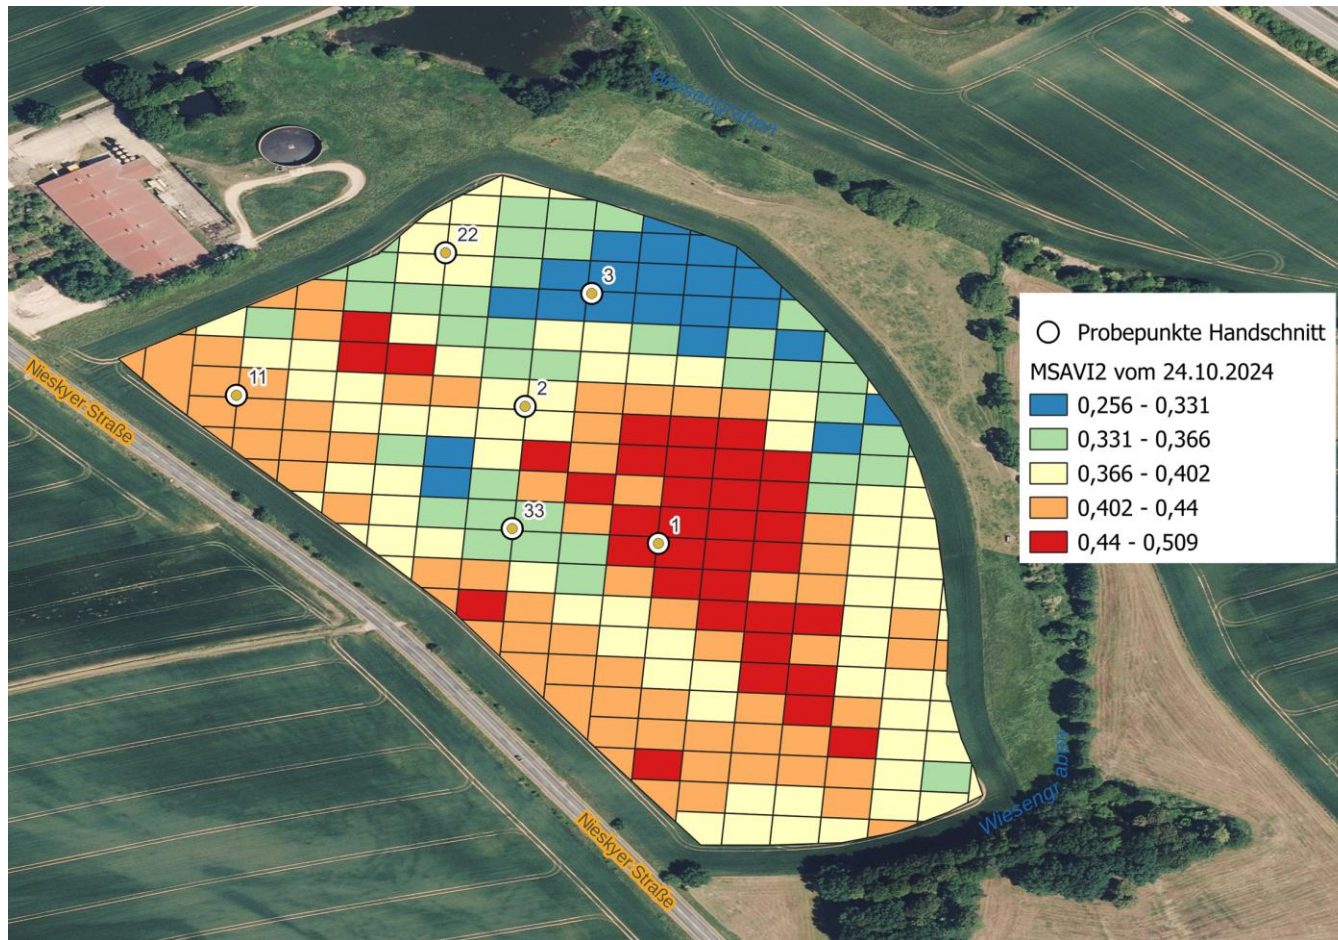 Wiesengraben
22
3
Probepunkte Handschnitt
MSAVI2 vom 24.10.2024
0,256 - 0,331
0,331 - 0,366
0,366 - 0,402
0,402 - 0,44
0,44 - 0,509
Nieskyer-Straße
11
2
33
1
Wiesengraben
Nieskyer-Straße